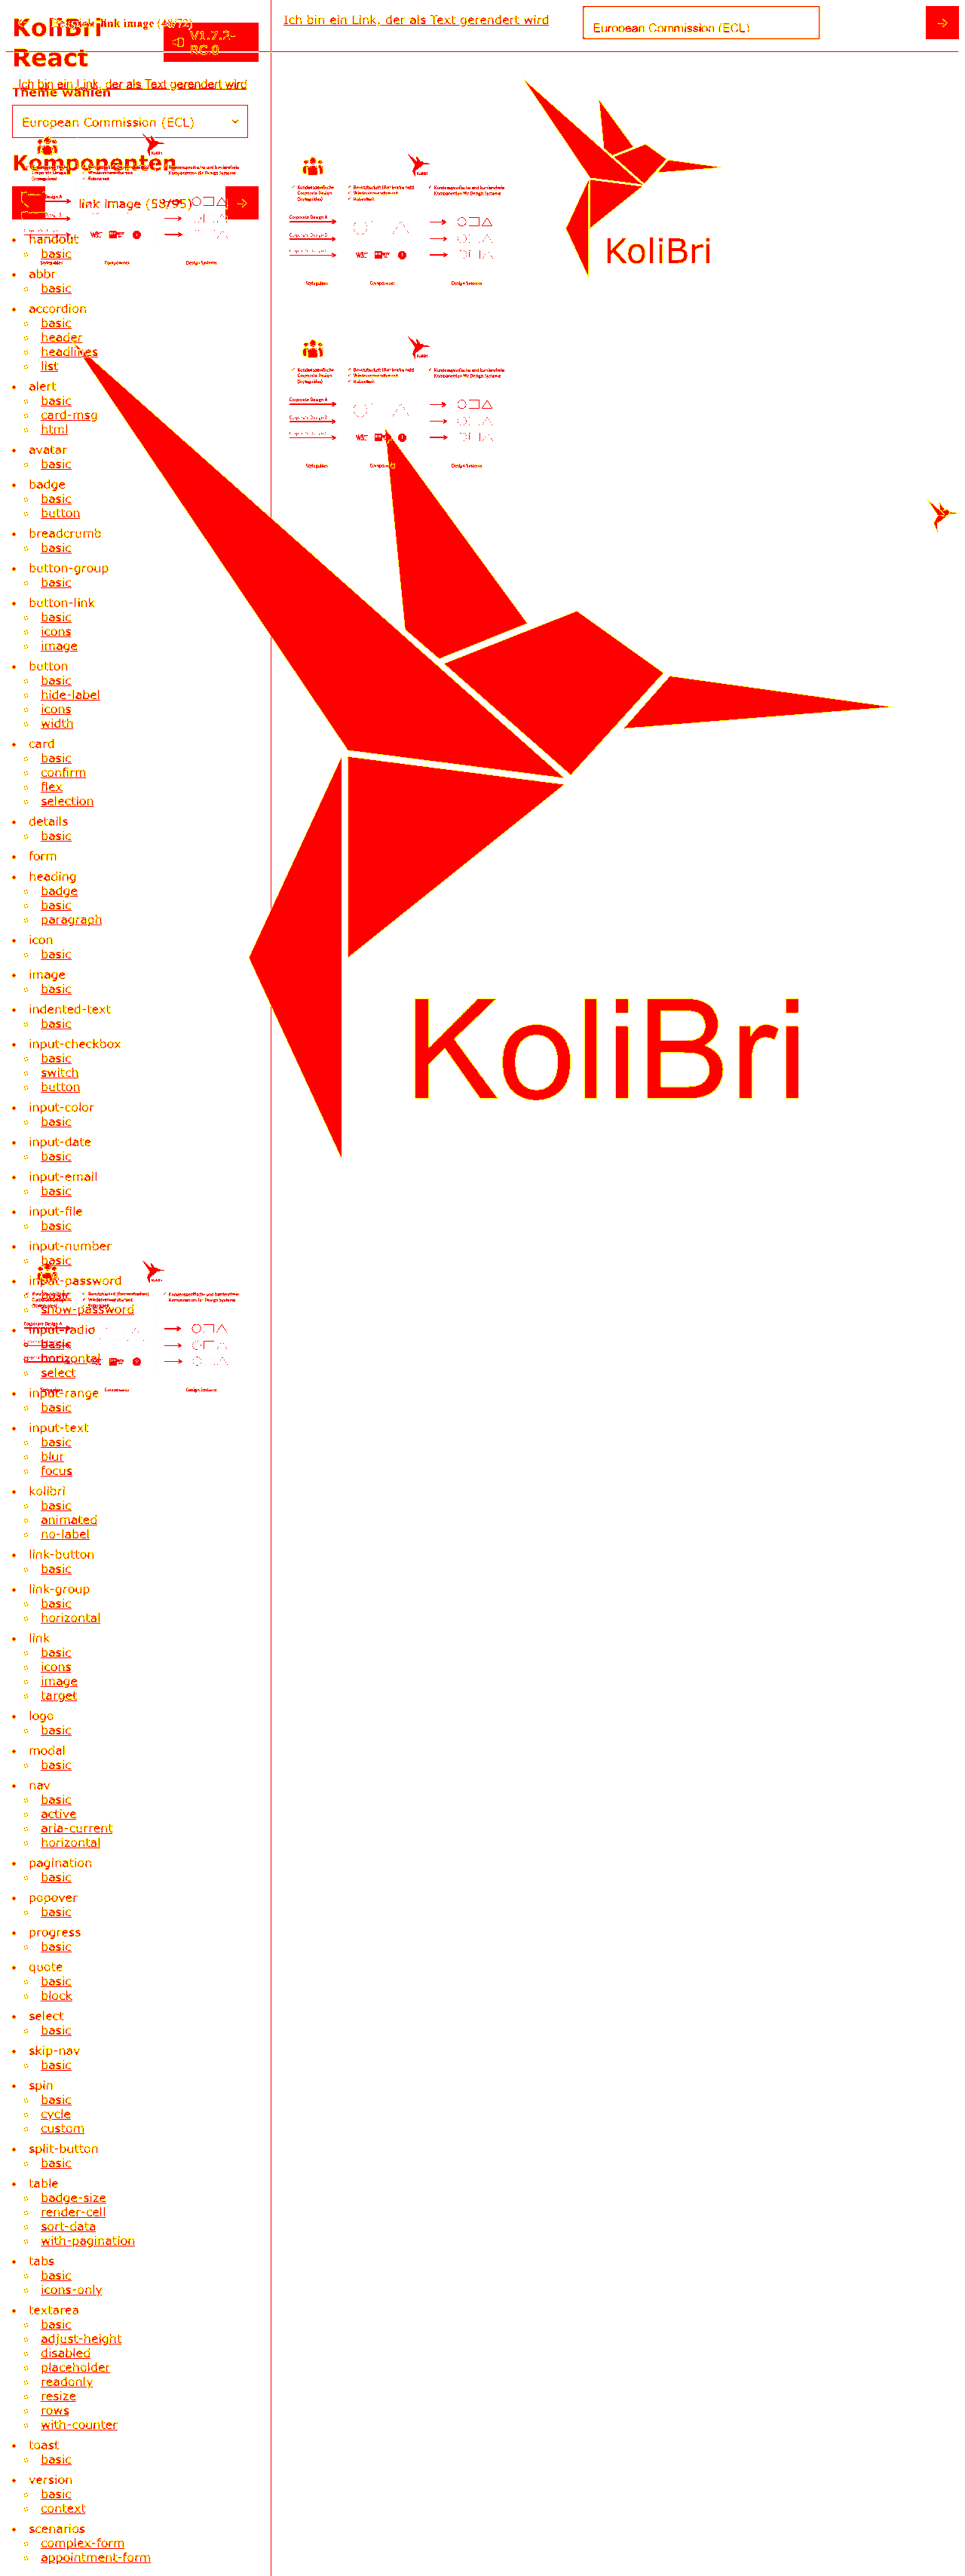 KoliBri
React
link image (48/72)
V1.7.2-
RC.0
Ich bin ein Link, der als Text gerendert wird
European Commission (ECL)
Ich bin ein Link, der als Text gerendert wird
Theme wählen
European Commission (ECL)
Komponenten
link image (58/95)
handout
basic
abbr
basic
accordion
basic
header
headlines
list
alert
basic
card-msg
html
avatar
basic
badge
basic
button
breadcrumb
basic
button-group
basic
button-link
basic
icons
image
button
basic
hide-label
icons
width
card
basic
confirm
flex
selection
details
basic
form
heading
badge
basic
paragraph
icon
basic
image
basic
indented-text
basic
input-checkbox
basic
switch
button
input-color
basic
input-date
basic
input-email
basic
input-file
basic
input-number
basic
input-password
basic
show-password
input-radio
basic
horizontal
select
input-range
basic
input-text
basic
blur
focus
kolibri
basic
animated
no-label
link-button
basic
link-group
basic
horizontal
link
basic
icons
image
target
logo
basic
modal
basic
nav
basic
active
aria-current
horizontal
pagination
basic
popover
basic
progress
basic
quote
basic
block
select
basic
skip-nav
basic
spin
basic
cycle
custom
split-button
basic
table
badge-size
render-cell
sort-data
with-pagination
tabs
basic
icons-only
textarea
basic
adjust-height
disabled
placeholder
readonly
resize
rows
with-counter
toast
basic
version
basic
context
scenarios
complex-form
appointment-form
KoliBri
Corporate Design A
Design Systeme
Corporate Design A
Design Systeme
KoliBri